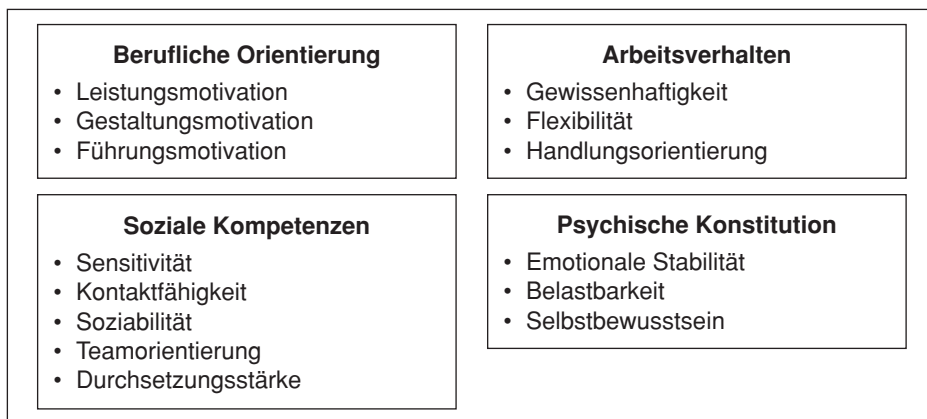 Berufliche Orientierung
• Leistungsmotivation
• Gestaltungsmotivation
• Führungsmotivation
Arbeitsverhalten
• Gewissenhaftigkeit
• Flexibilität
• Handlungsorientierung
Soziale Kompetenzen
• Sensitivität
• Kontaktfähigkeit
• Soziabilität
• Teamorientierung
• Durchsetzungsstärke
Psychische Konstitution
• Emotionale Stabilität
• Belastbarkeit
• Selbstbewusstsein